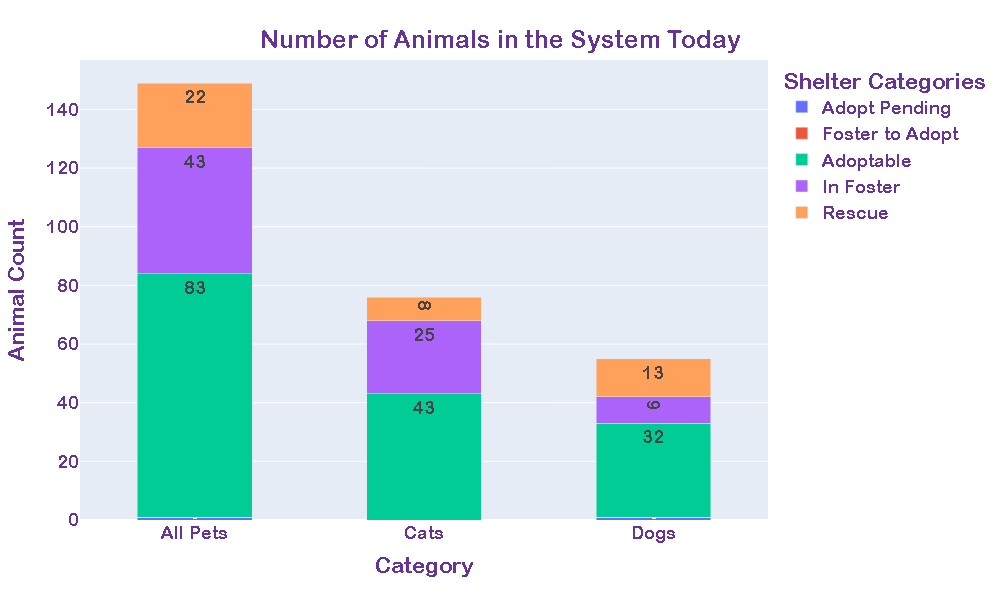 Number of Animals in the System Today
Shelter Categories
Adopt Pending
Foster to Adopt
Adoptable
In Foster
Rescue
Animal Count
140
120
100
80
60
40
20
0
22
43
83
8
25
43
13
9
32
All Pets
Cats
Dogs
Category